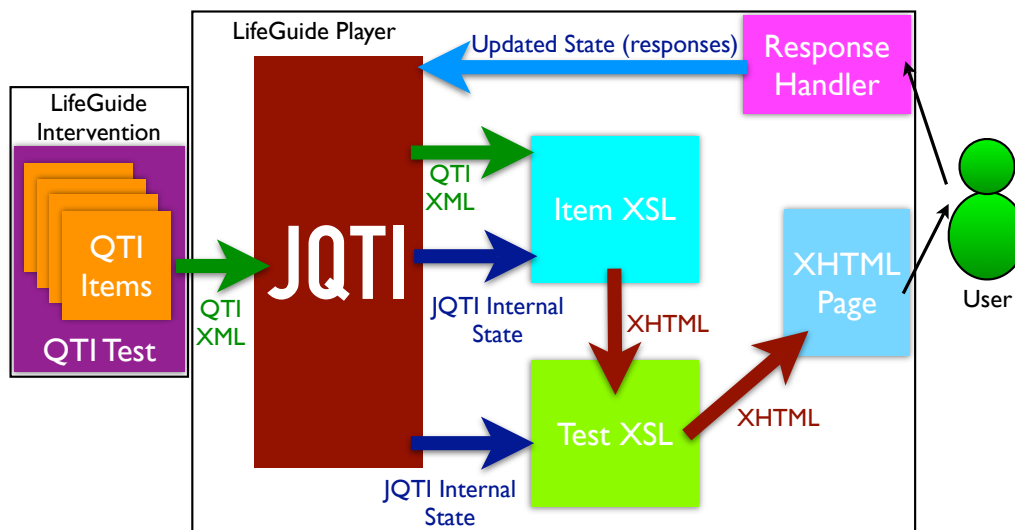 LifeGuide Player
Updated State (responses)
Response
Handler
LifeGuide
Intervention
QTI
Items
QTI Test
QTI
XML
JQTI
QTI
XML
JQTI Internal
State
Item XSL
XHTML
JQTI Internal
State
Test XSL
XHTML
XHTML
Page
User